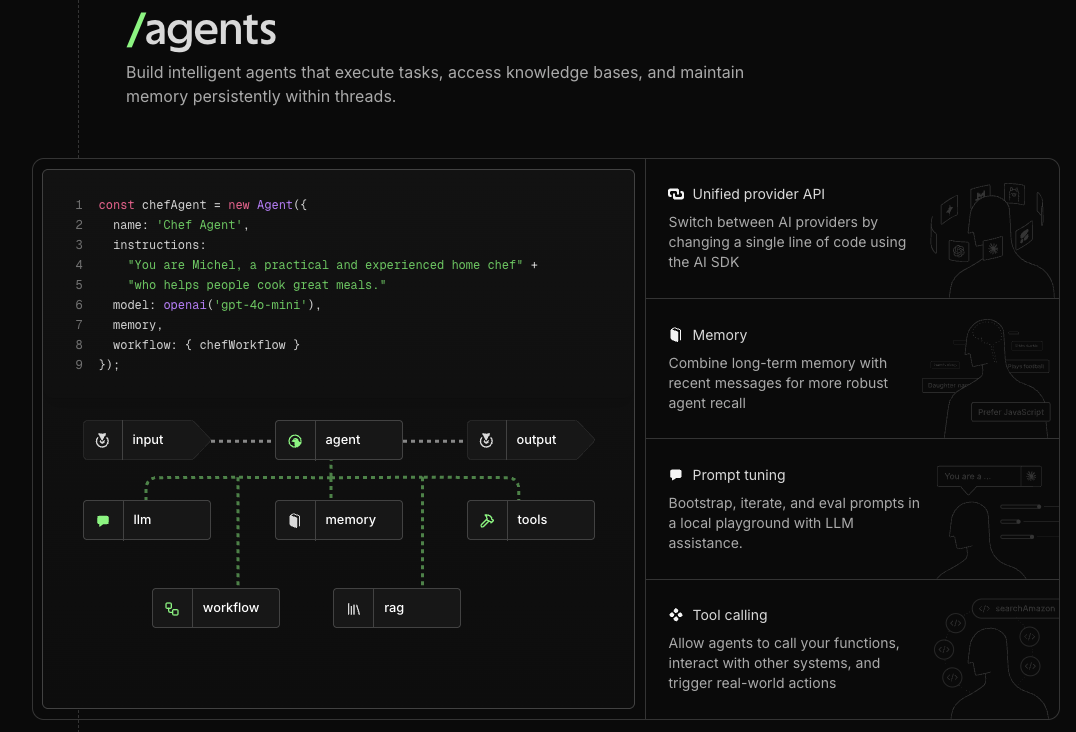 /agents
Build intelligent agents that execute tasks, access knowledge bases, and maintain
memory persistently within threads.
1 const chefAgent = new Agent({
2   name: 'Chef Agent',
3   instructions:
4     "You are Michel, a practical and experienced home chef" +
5     "who helps people cook great meals."
6   model: openai('gpt-4o-mini'),
7   memory,
8   workflow: { chefWorkflow }
9 });
input
agent
output
llm
memory
tools
workflow
rag
Unified provider API
Switch between AI providers by
changing a single line of code using
the AI SDK
Memory
Combine long-term memory with
recent messages for more robust
agent recall
Plays football
Daughter
Prefer JavaScript
Prompt tuning
Bootstrap, iterate, and eval prompts in
a local playground with LLM
assistance.
You are a ...
Tool calling
Allow agents to call your functions,
interact with other systems, and
trigger real-world actions
</> searchAmazon
</>
</>
</>
</>
</>